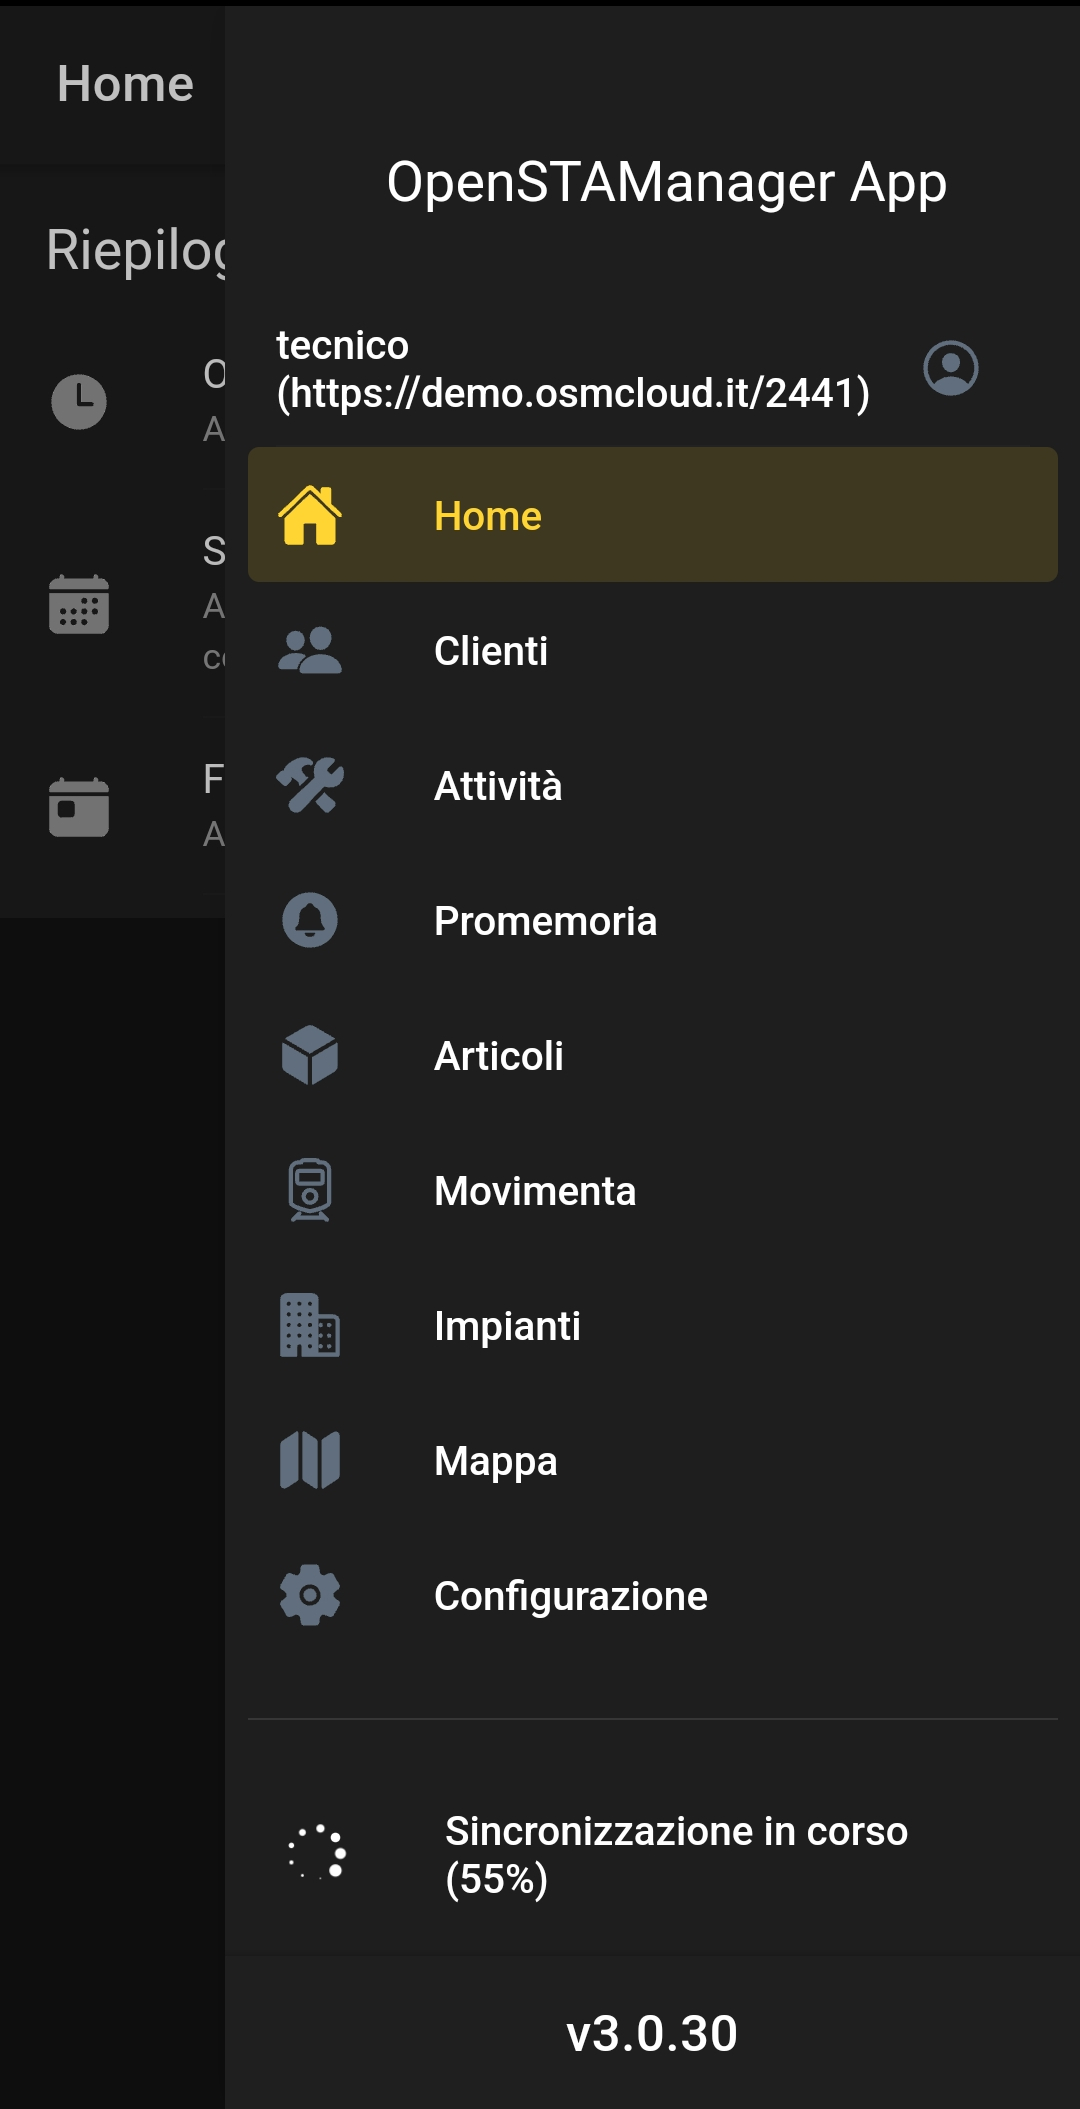 Home
Riepilog
OpenSTAManager App
tecnico
(https://demo.osmcloud.it/2441)
Home
Clienti
Attività
Promemoria
Articoli
Movimenta
Impianti
Mappa
Configurazione
Sincronizzazione in corso
(55%)
v3.0.30